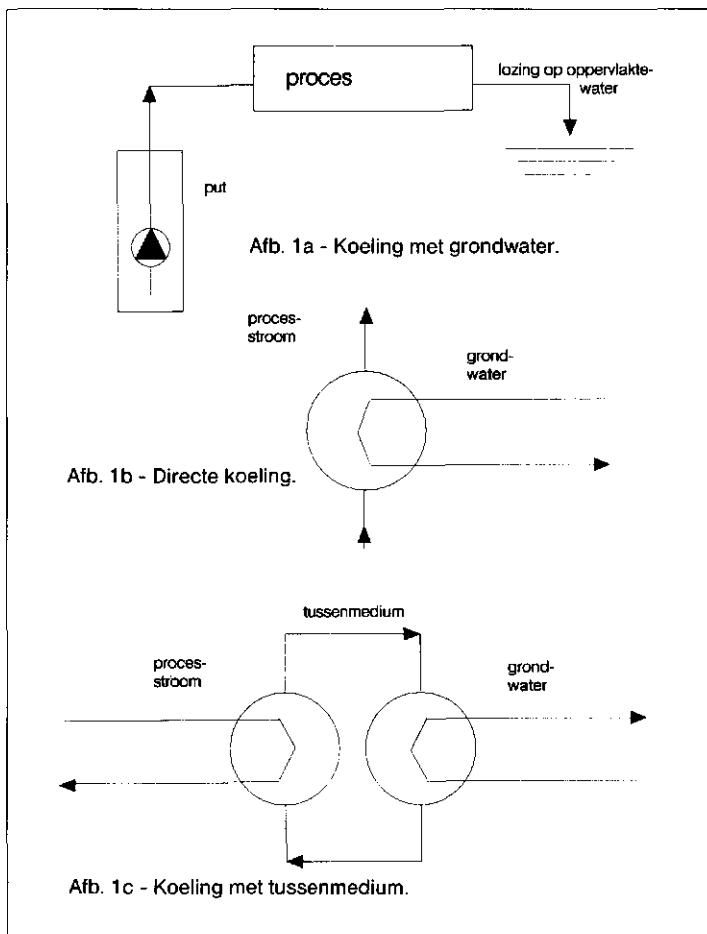 proces
lozing op oppervlakte-
water
put
Afb. 1a - Koeling met grondwater.
proces-
stroom
grond-
water
Afb. 1b - Directe koeling.
tussenmedium
proces-
stroom
grond-
water
Afb. 1c - Koeling met tussenmedium.